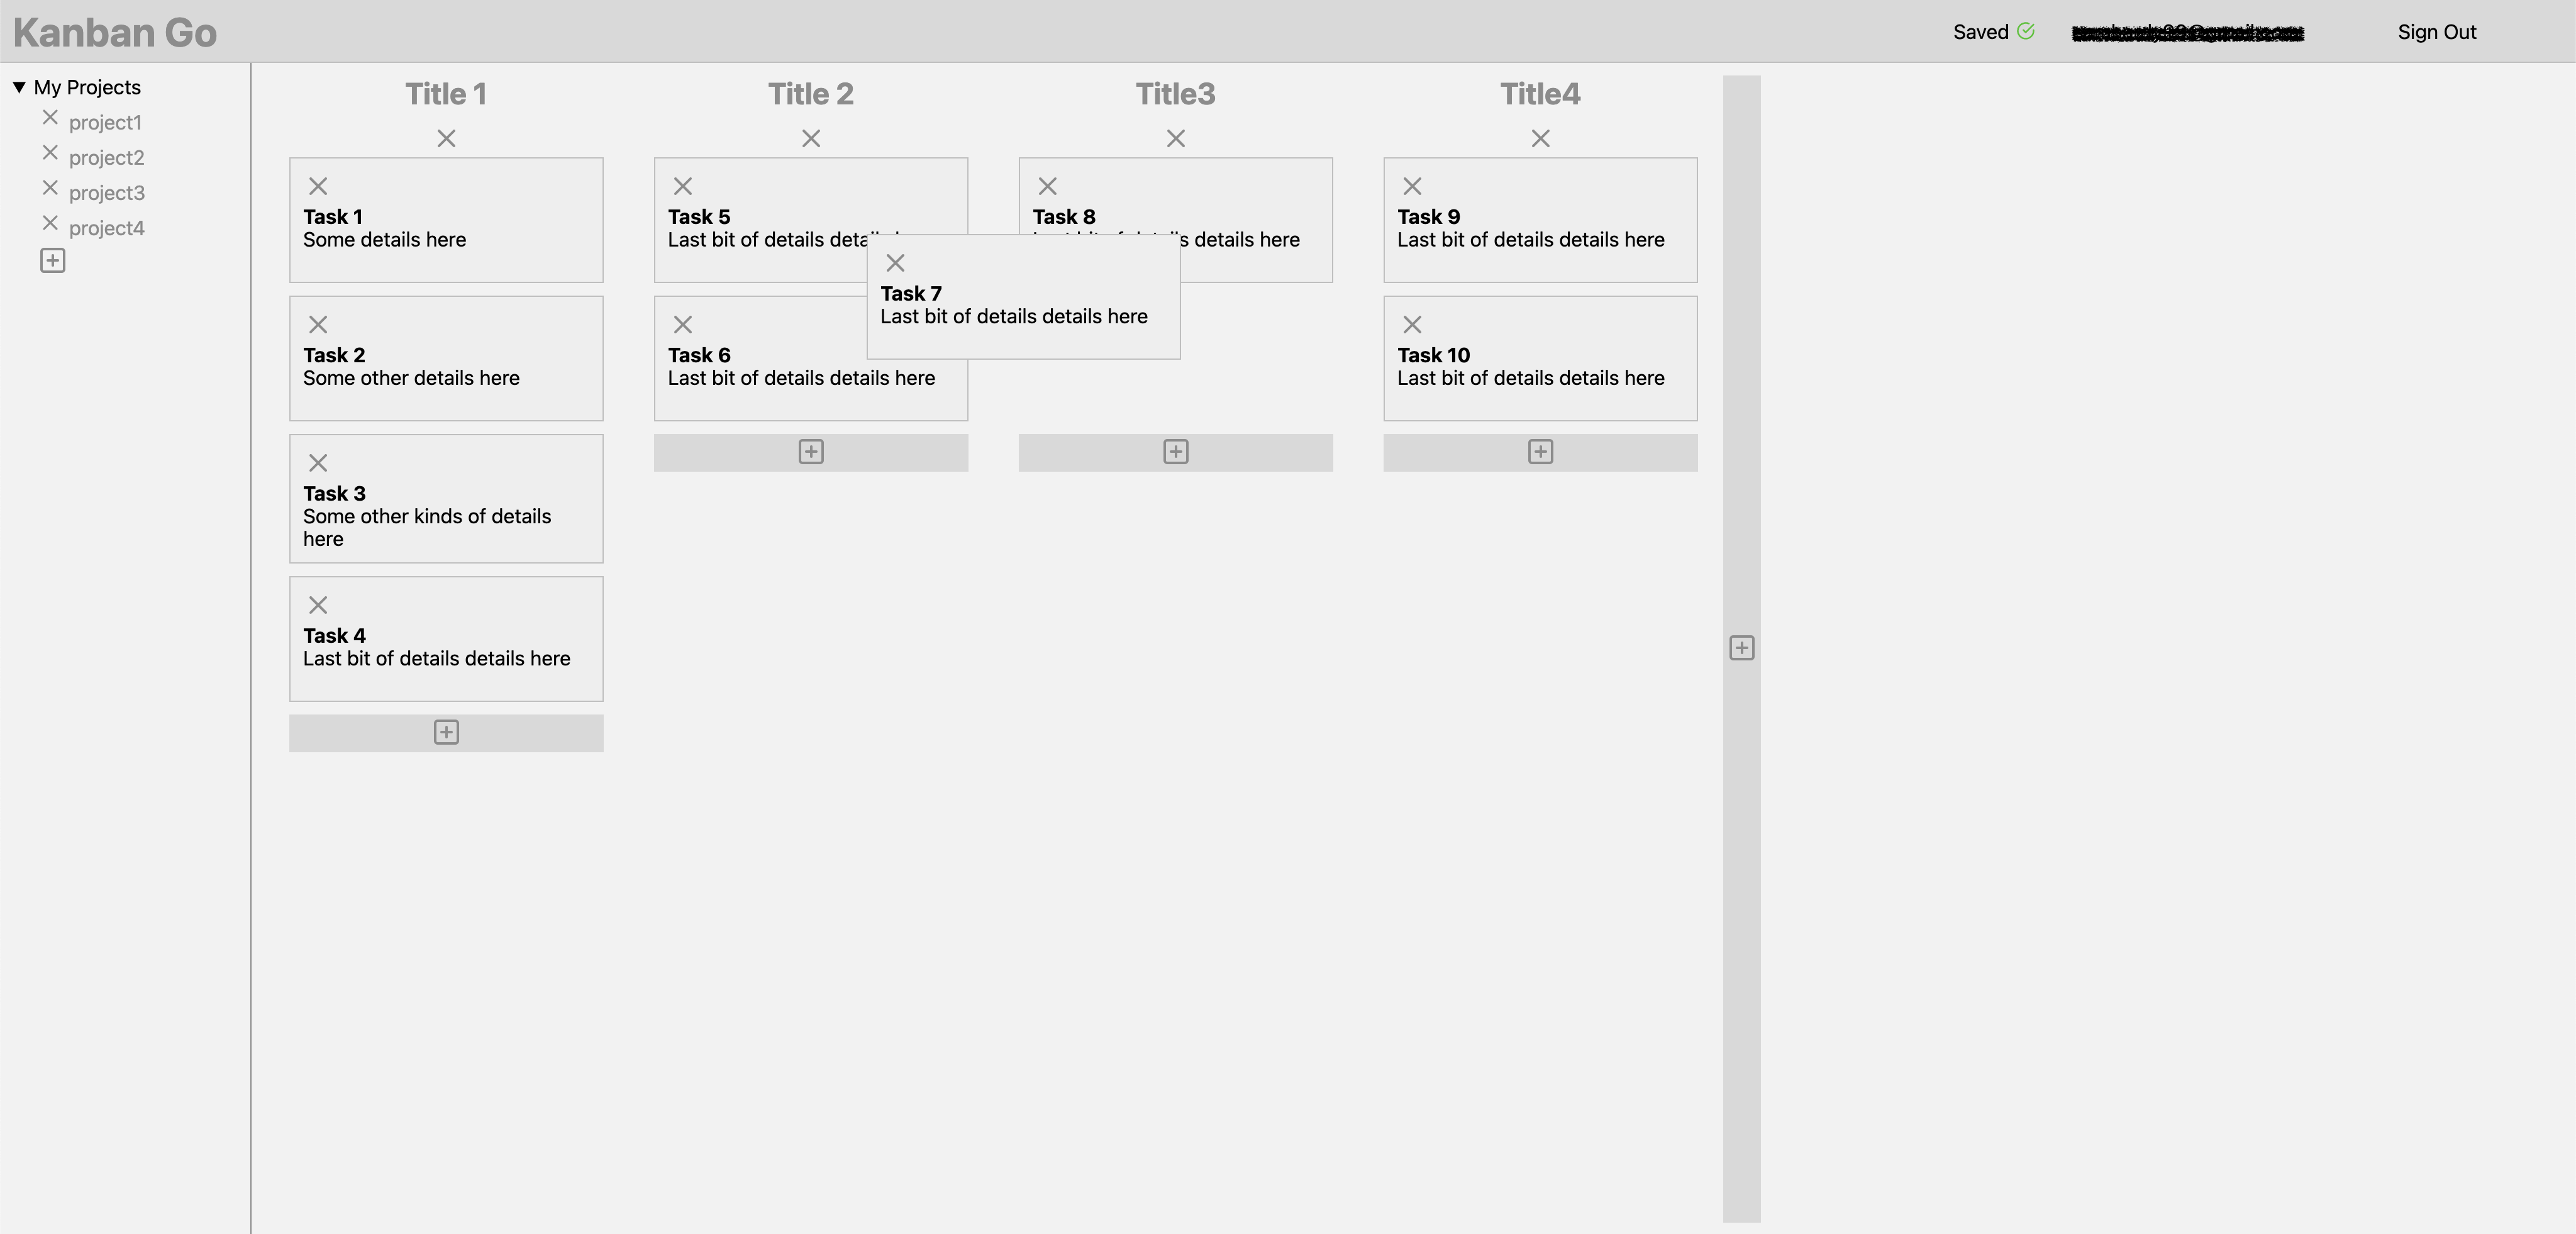 Kanban Go
Saved
Sign Out
My Projects
project1
project2
project3
project4
Title 1
Task 1
Some details here
Task 2
Some other details here
Task 3
Some other kinds of details
here
Task 4
Last bit of details details here
Title 2
Task 5
Last bit of details
Task 6
Last bit of details details here
Task 7
Last bit of details details here
Title3
Task 8
details here
Title4
Task 9
Last bit of details details here
Task 10
Last bit of details details here